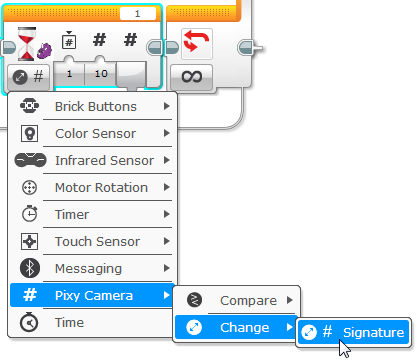 1
# # #
# 1 10 ∞
Brick Buttons
Color Sensor
Infrared Sensor
Motor Rotation
Timer
Touch Sensor
Messaging
# Pixy Camera
Compare
Time
Change
# Signature